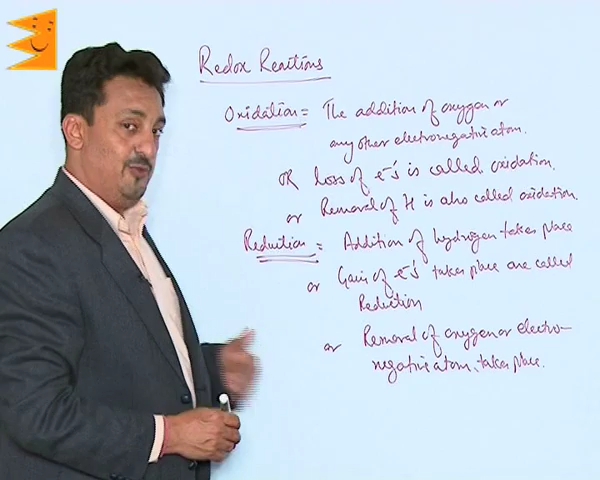 Redox Reactions
Oxidation = The addition of oxygen or
any other electronegative atom.
OR Loss of e-s is called oxidation.
or Removal of H is also called oxidation.
Reduction = Addition of hydrogen takes place
or Gain of e-s takes place are called
Reduction
or Removal of oxygen or electro-
negative atom, takes place.